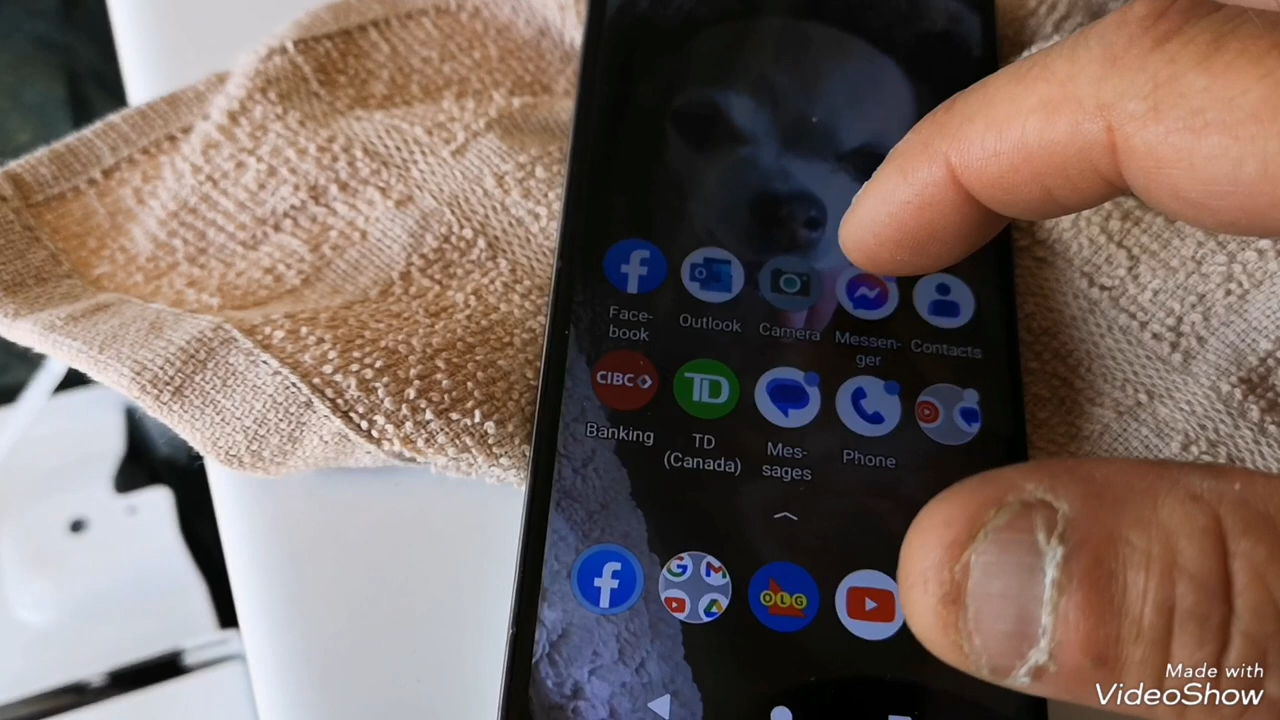 Face-
book
Outlook
Camera
Messen-
ger
Contacts
CIBC
Banking
TD
TD
(Canada)
Mes-
sages
Phone
OLG
Made with
VideoShow